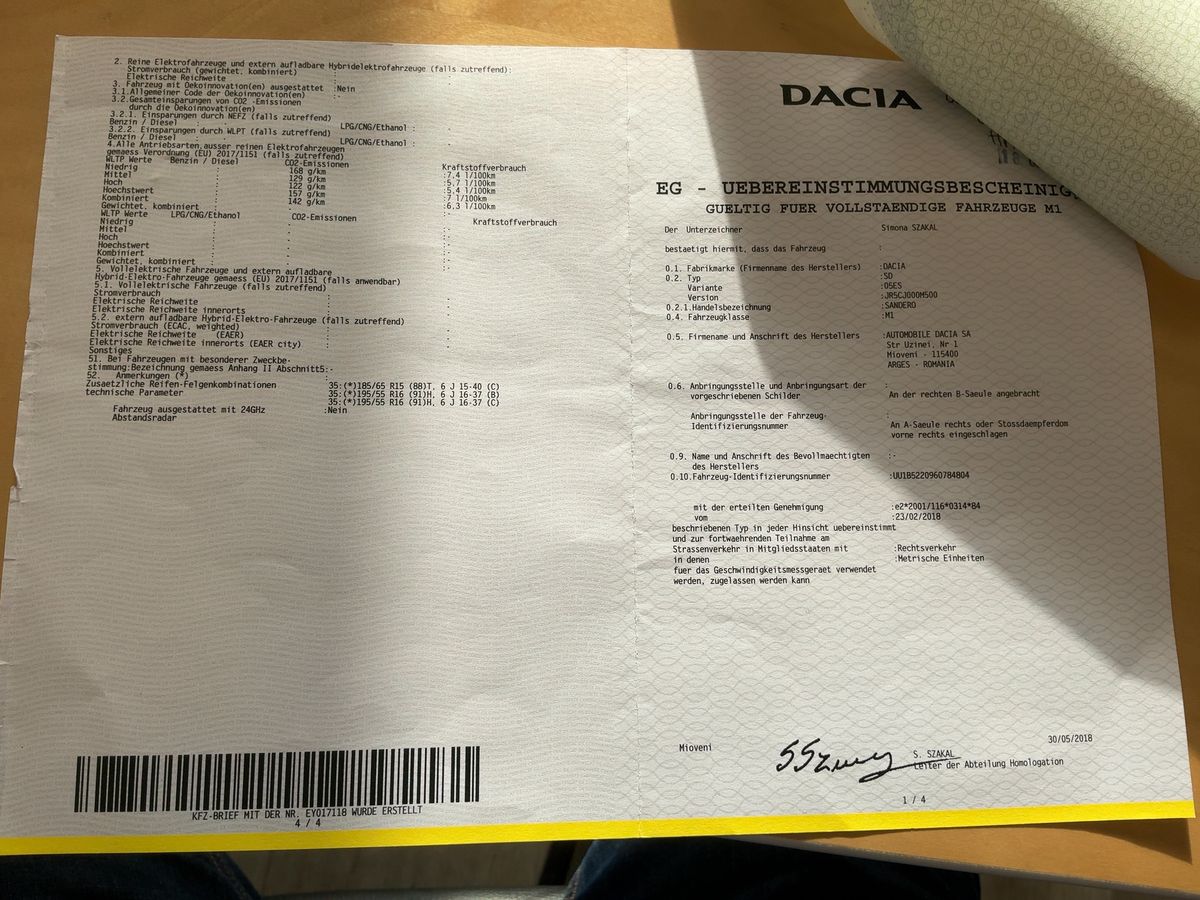 2. Reine Elektrofahrzeuge und extern aufladbare Hybridelektrofahrzeuge (falls zutreffend):
Stromverbrauch (gewichtet, kombiniert) :
Elektrische Reichweite :
3. Fahrzeug mit Oekoinnovation(en) ausgestattet :Nein
3.1.Allgemeiner Code der Oekoinnovation(en) :-
3.2.Gesamteinsparungen von CO2 -Emissionen
durch die Oekoinnovation(en)
3.2.1. Einsparungen durch NEFZ (falls zutreffend)
Benzin / Diesel : LPG/CNG/Ethanol : -
3.2.2. Einsparungen durch WLPT (falls zutreffend)
Benzin / Diesel : LPG/CNG/Ethanol : -
4.Alle Antriebsarten,ausser reinen Elektrofahrzeugen
gemaess Verordnung (EU) 2017/1151 (falls zutreffend)
WLTP Werte Benzin / Diesel CO2-Emissionen Kraftstoffverbrauch
Niedrig : 168 g/km :7.4 l/100km
Mittel : 129 g/km :5.7 l/100km
Hoch : 122 g/km :5.4 l/100km
Hoechstwert : 157 g/km :7 l/100km
Kombiniert : 142 g/km :6.3 l/100km
Gewichtet, kombiniert : - :-
WLTP Werte LPG/CNG/Ethanol CO2-Emissionen Kraftstoffverbrauch
Niedrig : - :-
Mittel : - :-
Hoch : - :-
Hoechstwert : - :-
Kombiniert : - :-
Gewichtet, kombiniert : - :-
5. Vollelektrische Fahrzeuge und extern aufladbare
Hybrid-Elektro-Fahrzeuge gemaess (EU) 2017/1151 (falls anwendbar)
5.1. Vollelektrische Fahrzeuge (falls zutreffend)
Stromverbrauch :
Elektrische Reichweite :
Elektrische Reichweite innerorts :
5.2. extern aufladbare Hybrid-Elektro-Fahrzeuge (falls zutreffend)
Stromverbrauch (ECAC, weighted) :
Elektrische Reichweite (EAER) :
Elektrische Reichweite innerorts (EAER city) :
Sonstiges
51. Bei Fahrzeugen mit besonderer Zweckbe-
stimmung:Bezeichnung gemaess Anhang II Abschnitt5:-
52. Anmerkungen (*) :
Zusaetzliche Reifen-Felgenkombinationen 35:(*)185/65 R15 (88)T, 6 J 15-40 (C)
technische Parameter 35:(*)195/55 R16 (91)H, 6 J 16-37 (B)
35:(*)195/55 R16 (91)H, 6 J 16-37 (C)
Fahrzeug ausgestattet mit 24GHz :Nein
Abstandsradar
KFZ-BRIEF MIT DER NR. EY017118 WURDE ERSTELLT
4 / 4
DACIA
EG - UEBEREINSTIMMUNGSBESCHEINIG
GUELTIG FUER VOLLSTAENDIGE FAHRZEUGE M1
Der Unterzeichner Simona SZAKAL
bestaetigt hiermit, dass das Fahrzeug :
0.1. Fabrikmarke (Firmenname des Herstellers) :DACIA
0.2. Typ :SD
Variante :05ES
Version :JR5CJ000M500
0.2.1.Handelsbezeichnung :SANDERO
0.4. Fahrzeugklasse :M1
0.5. Firmename und Anschrift des Herstellers :AUTOMOBILE DACIA SA
Str Uzinei, Nr 1
Mioveni - 115400
ARGES - ROMANIA
0.6. Anbringungsstelle und Anbringungsart der :
vorgeschriebenen Schilder An der rechten B-Saeule angebracht
Anbringungsstelle der Fahrzeug- :
Identifizierungsnummer An A-Saeule rechts oder Stossdaempferdom
vorne rechts eingeschlagen
0.9. Name und Anschrift des Bevollmaechtigten :-
des Herstellers
0.10.Fahrzeug-Identifizierungsnummer :UU1B5220960784804
mit der erteilten Genehmigung :e2*2001/116*0314*84
vom :23/02/2018
beschriebenen Typ in jeder Hinsicht uebereinstimmt
und zur fortwaehrenden Teilnahme am
Strassenverkehr in Mitgliedsstaaten mit :Rechtsverkehr
in denen :Metrische Einheiten
fuer das Geschwindigkeitsmessgeraet verwendet
werden, zugelassen werden kann
Mioveni 30/05/2018
SSzuy S. SZAKAL
Leiter der Abteilung Homologation
1 / 4